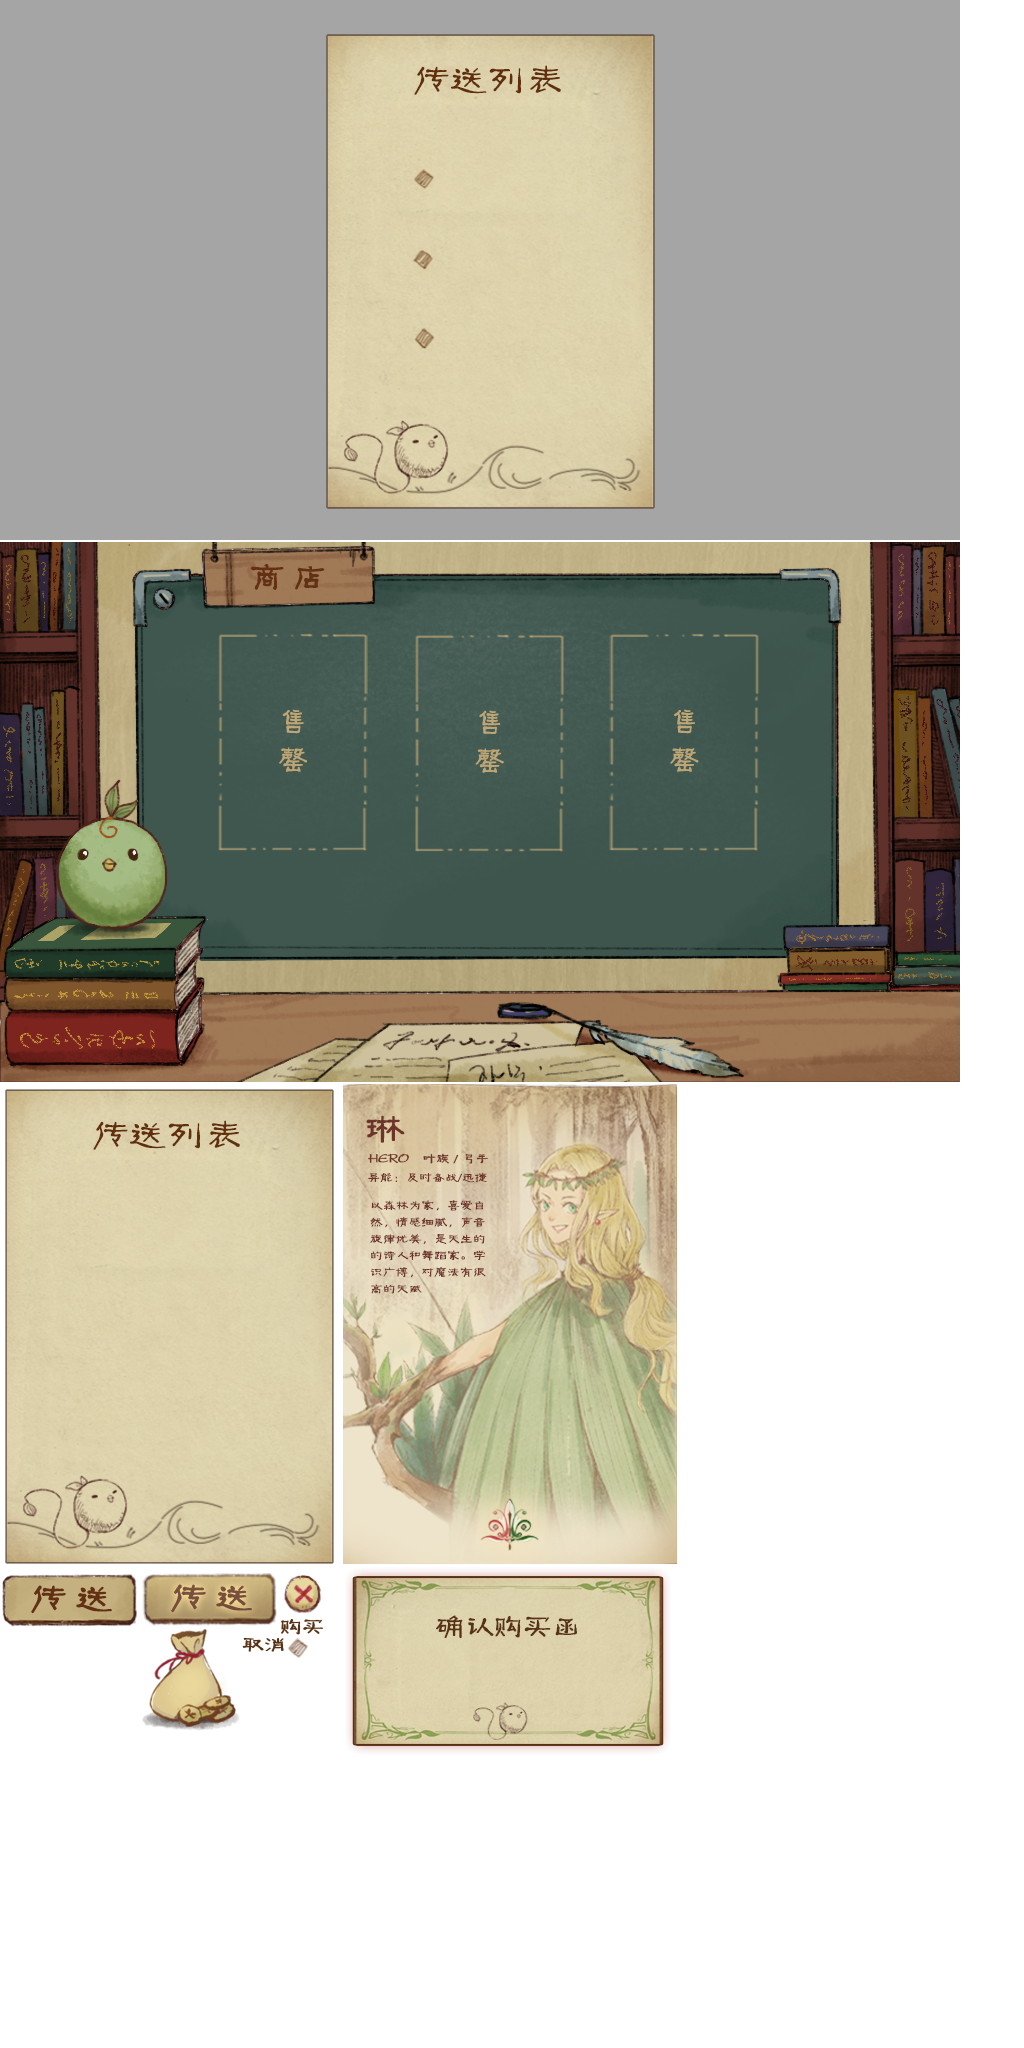 传送列表
商店
售罄
售罄
售罄
传送列表
琳
HERO 叶族 / 弓手
异能：及时备战/迅捷
以森林为家，喜爱自
然，情感细腻，声音
旋律优美，是天生的
的诗人和舞蹈家。学
识广博，对魔法有很
高的天赋
传送
传送
购买
取消
确认购买函